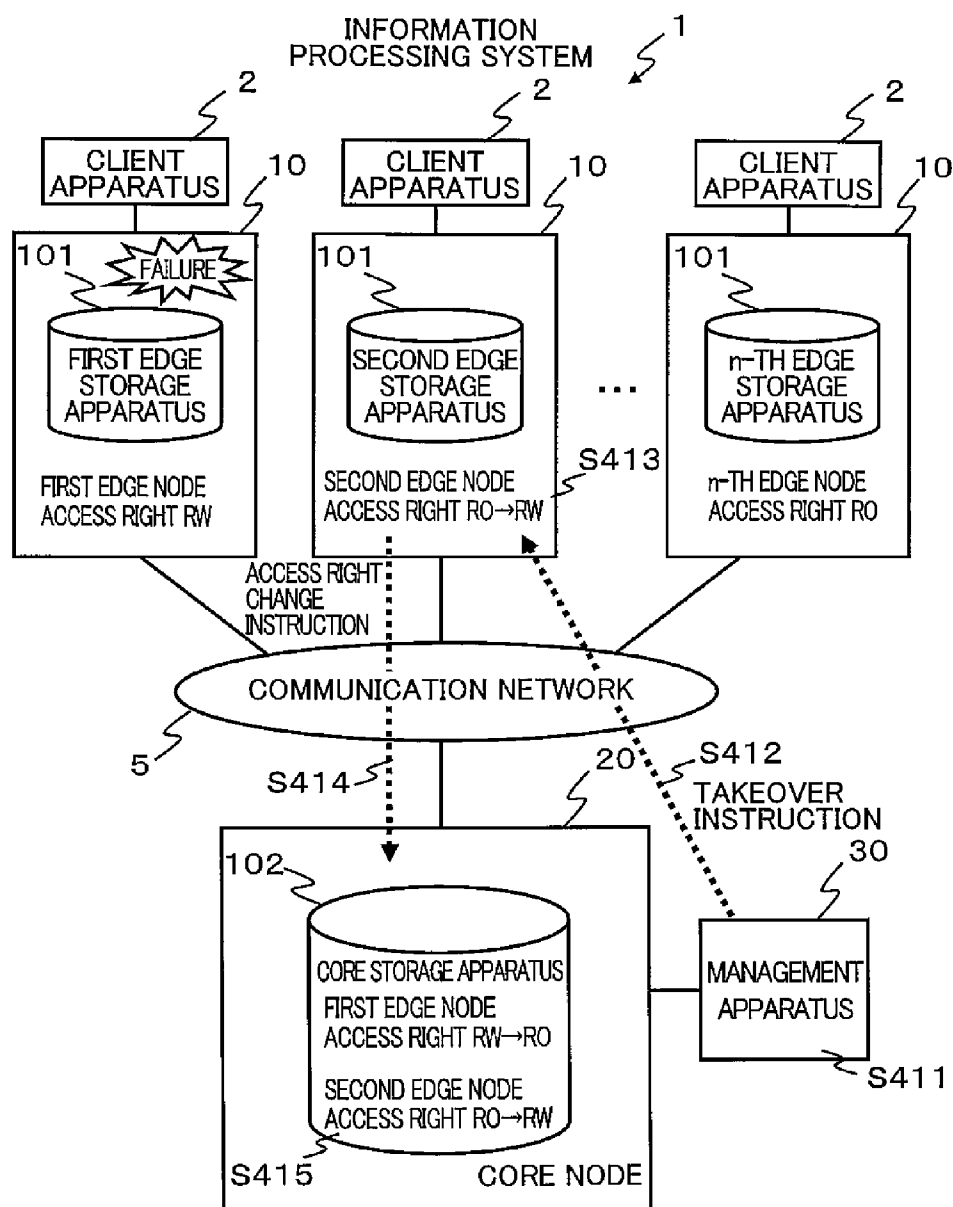 INFORMATION
PROCESSING SYSTEM
1
2
2
2
CLIENT
APPARATUS
10
CLIENT
APPARATUS
10
CLIENT
APPARATUS
10
101
FAILURE
101
101
FIRST EDGE
STORAGE
APPARATUS
SECOND EDGE
STORAGE
APPARATUS
...
n-TH EDGE
STORAGE
APPARATUS
S413
FIRST EDGE NODE
ACCESS RIGHT RW
SECOND EDGE NODE
ACCESS RIGHT RO→RW
n-TH EDGE NODE
ACCESS RIGHT RO
ACCESS RIGHT
CHANGE
INSTRUCTION
COMMUNICATION NETWORK
5
S414
20
S412
TAKEOVER
INSTRUCTION
102
30
CORE STORAGE APPARATUS
FIRST EDGE NODE
ACCESS RIGHT RW→RO
SECOND EDGE NODE
ACCESS RIGHT RO→RW
MANAGEMENT
APPARATUS
S411
S415
CORE NODE